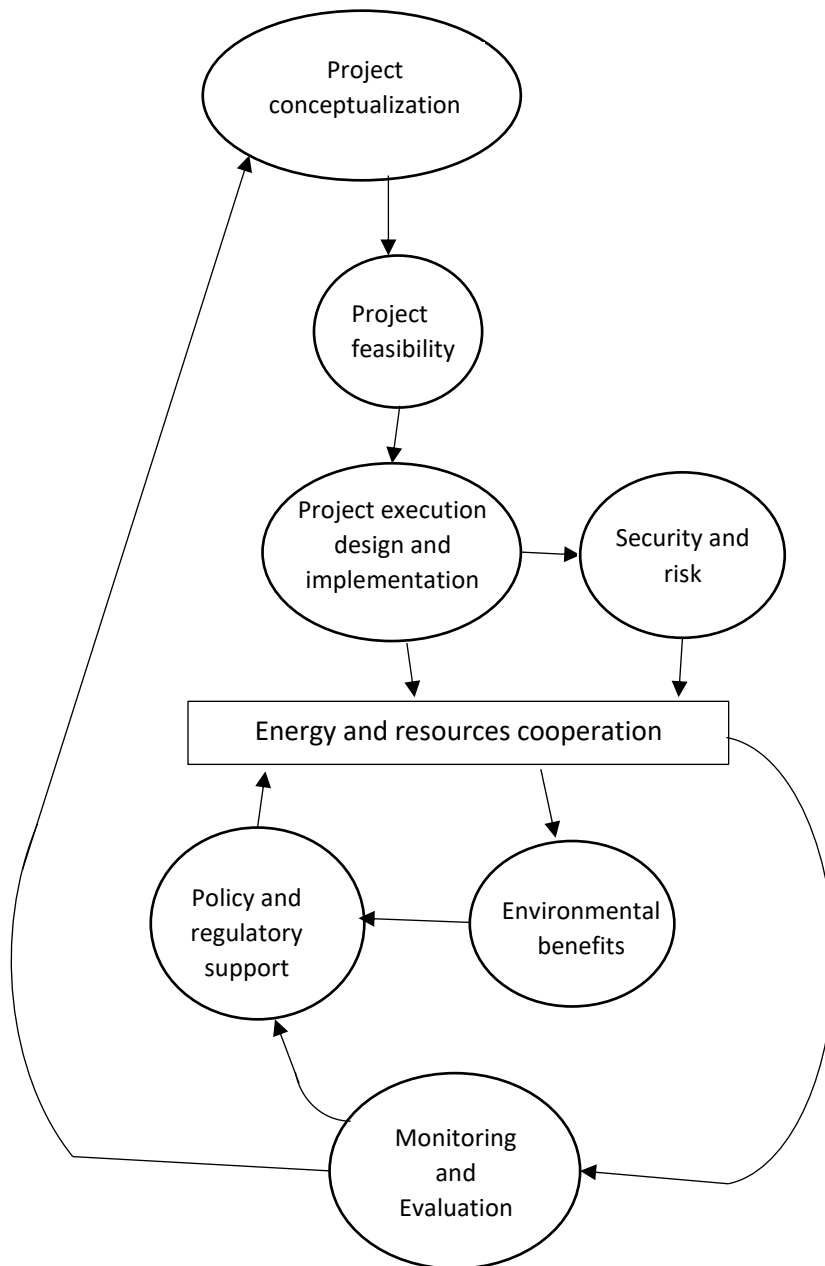 Project
conceptualization
Project
feasibility
Project execution
design and
implementation
Security and
risk
Energy and resources cooperation
Policy and
regulatory
support
Environmental
benefits
Monitoring
and
Evaluation